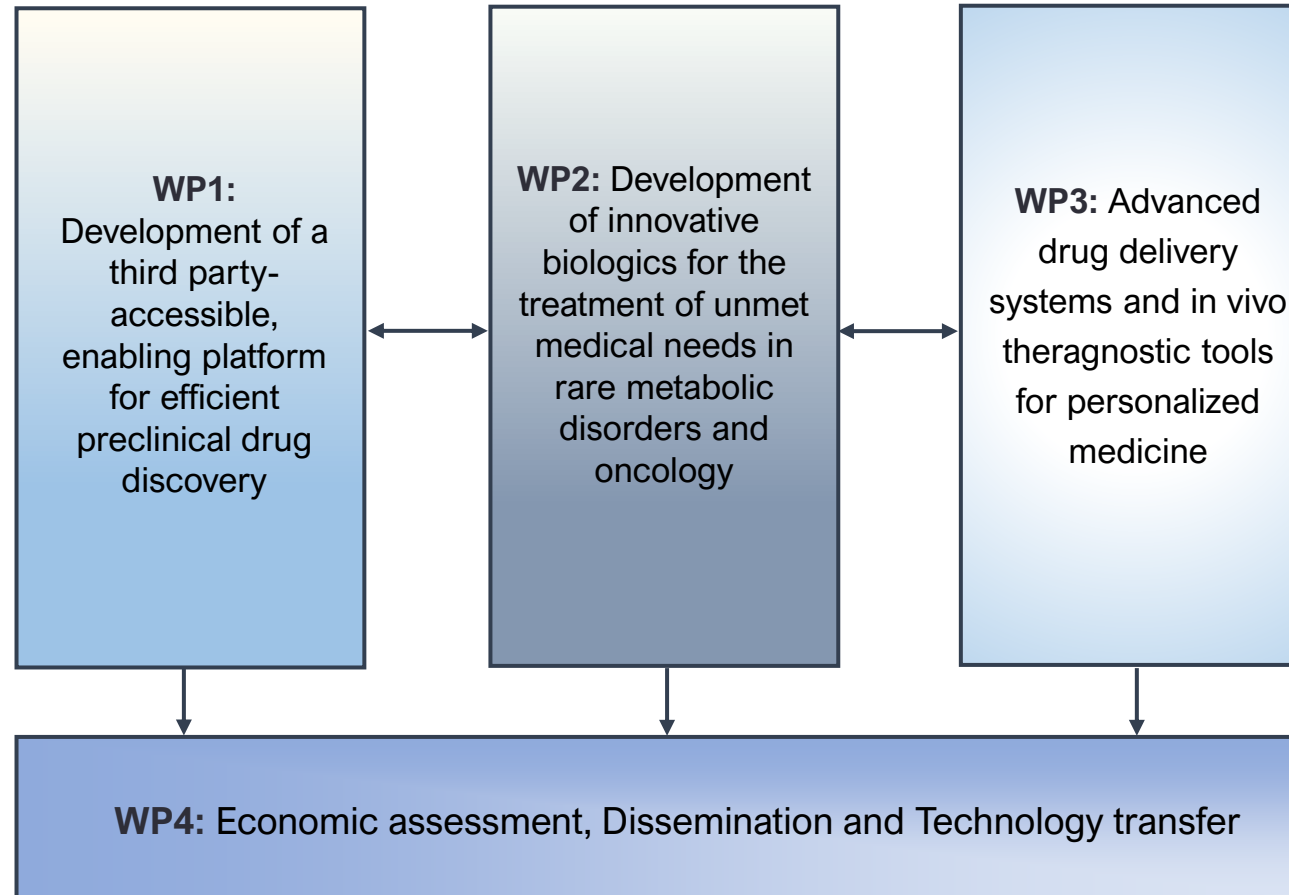 WP1:
Development of a
third party-
accessible,
enabling platform
for efficient
preclinical drug
discovery
WP2: Development
of innovative
biologics for the
treatment of unmet
medical needs in
rare metabolic
disorders and
oncology
WP3: Advanced
drug delivery
systems and in vivo
theragnostic tools
for personalized
medicine
WP4: Economic assessment, Dissemination and Technology transfer